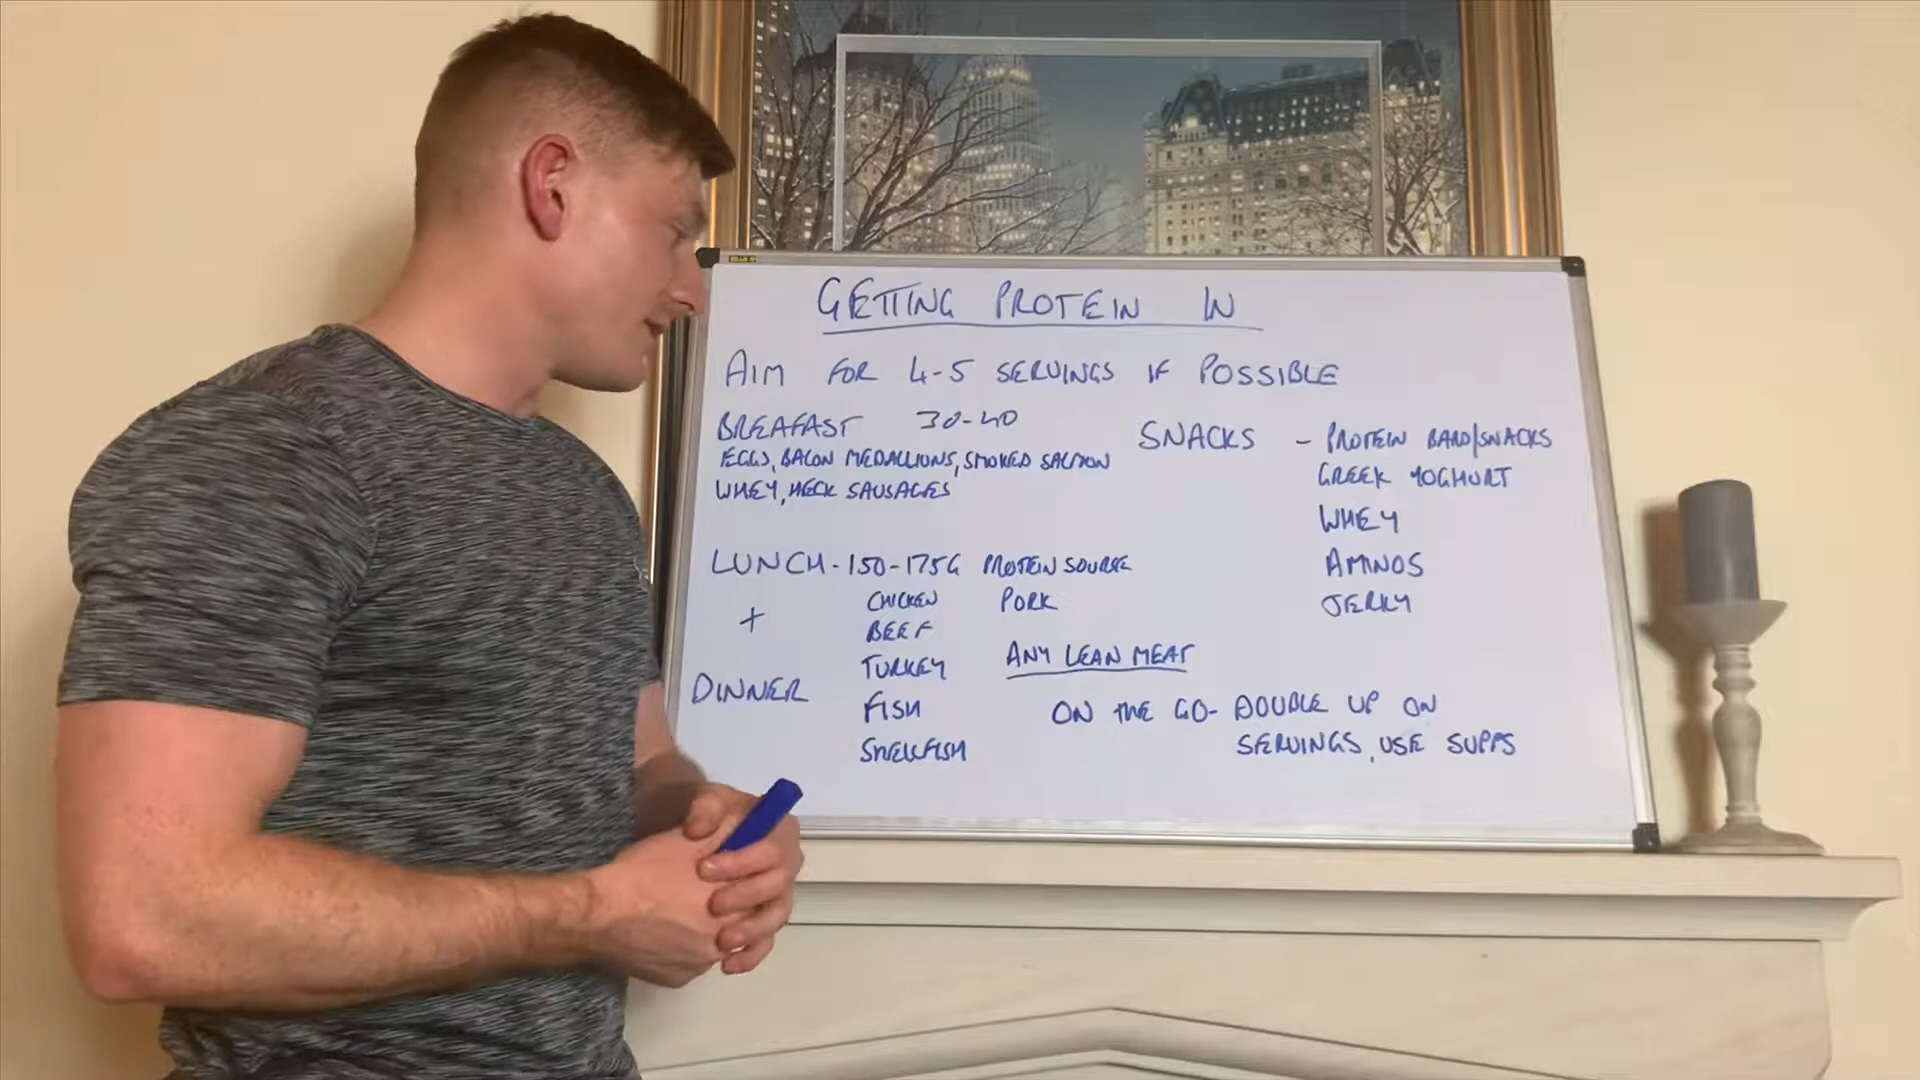 GETTING PROTEIN IN
AIM FOR 4-5 SERVINGS IF POSSIBLE
BREAFAST 30-40
EGGS, BACON MEDALLIONS, SMOKED SALMON
WHEY, HECK SAUSAGES
LUNCH - 150-175G PROTEIN SOURCE
+
DINNER
CHICKEN
BEEF
TURKEY
FISH
SHELLFISH
PORK
ANY LEAN MEAT
SNACKS - PROTEIN BARS/SNACKS
GREEK YOGHURT
WHEY
AMINOS
JERKY
ON THE GO - DOUBLE UP ON
SERVINGS, USE SUPPS